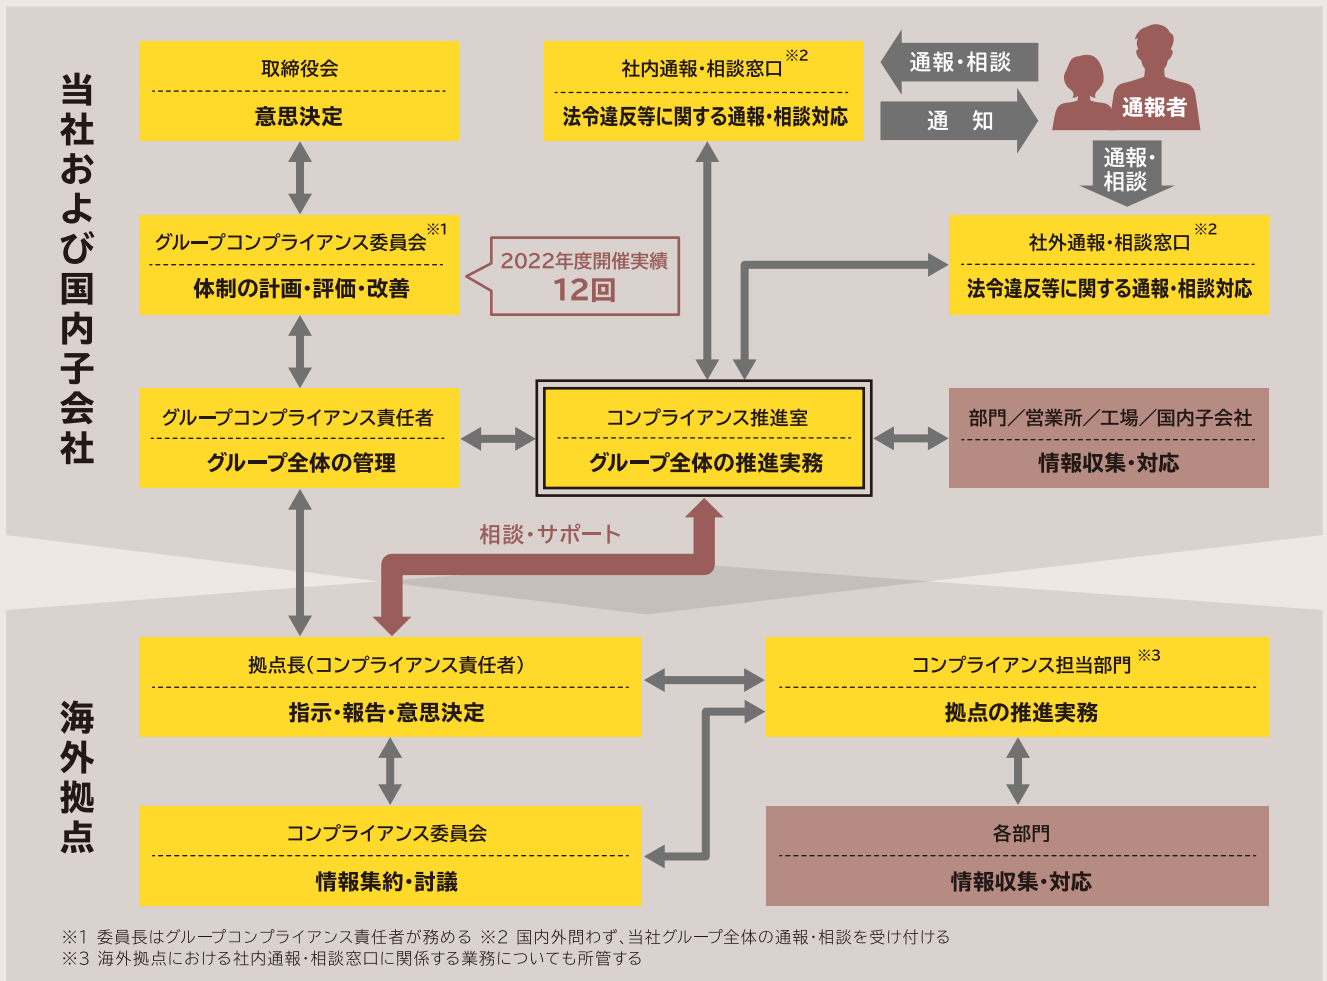 当社および国内子会社
取締役会
意思決定
社内通報・相談窓口※2
法令違反等に関する通報・相談対応
通報・相談
通　知
通報者
通報・
相談
グループコンプライアンス委員会※1
体制の計画・評価・改善
2022年度開催実績
12回
社外通報・相談窓口※2
法令違反等に関する通報・相談対応
グループコンプライアンス責任者
グループ全体の管理
コンプライアンス推進室
グループ全体の推進実務
部門／営業所／工場／国内子会社
情報収集・対応
相談・サポート
海外拠点
拠点長（コンプライアンス責任者）
指示・報告・意思決定
コンプライアンス担当部門 ※3
拠点の推進実務
コンプライアンス委員会
情報集約・討議
各部門
情報収集・対応
※1 委員長はグループコンプライアンス責任者が務める ※2 国内外問わず、当社グループ全体の通報・相談を受け付ける
※3 海外拠点における社内通報・相談窓口に関係する業務についても所管する